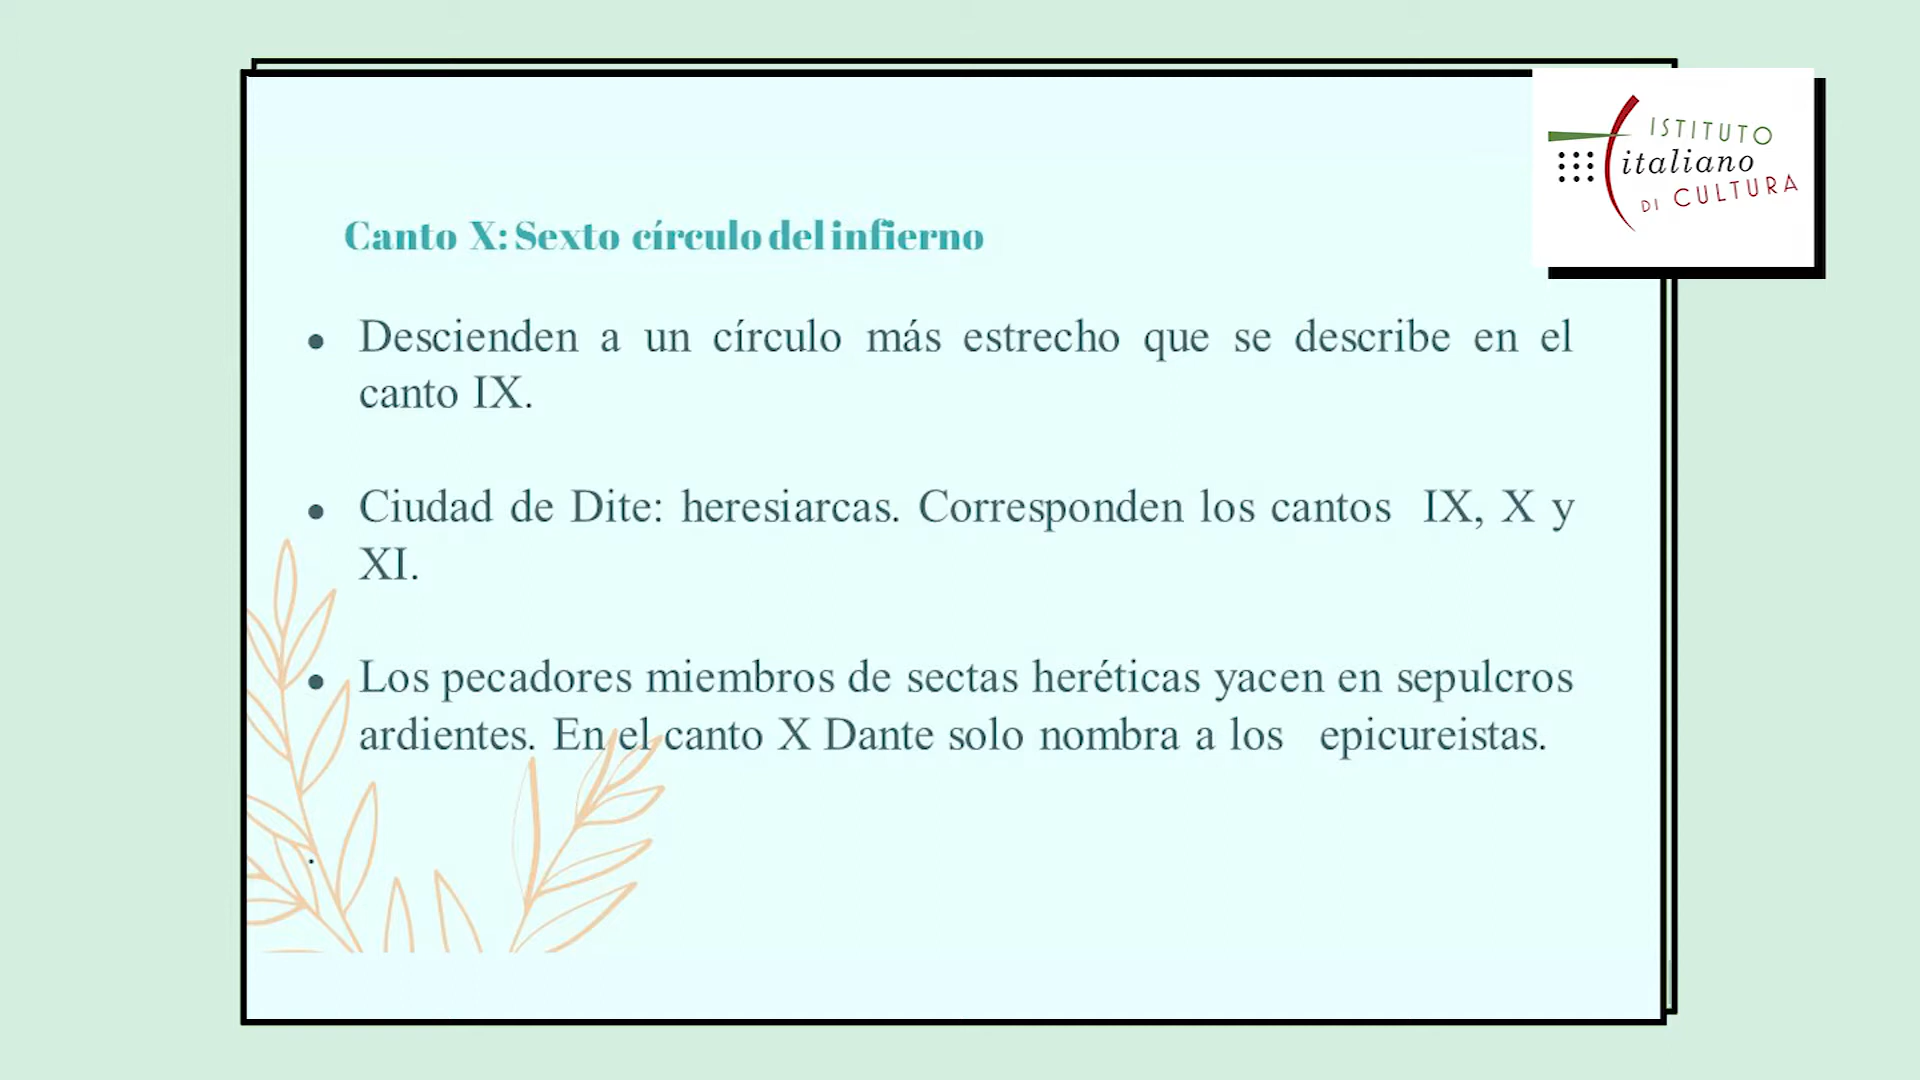 ISTITUTO
italiano
DI CULTURA
Canto X: Sexto círculo del infierno
● Descienden a un círculo más estrecho que se describe en el
canto IX.
● Ciudad de Dite: heresiarcas. Corresponden los cantos IX, X y
XI.
● Los pecadores miembros de sectas heréticas yacen en sepulcros
ardientes. En el canto X Dante solo nombra a los epicureistas.
.